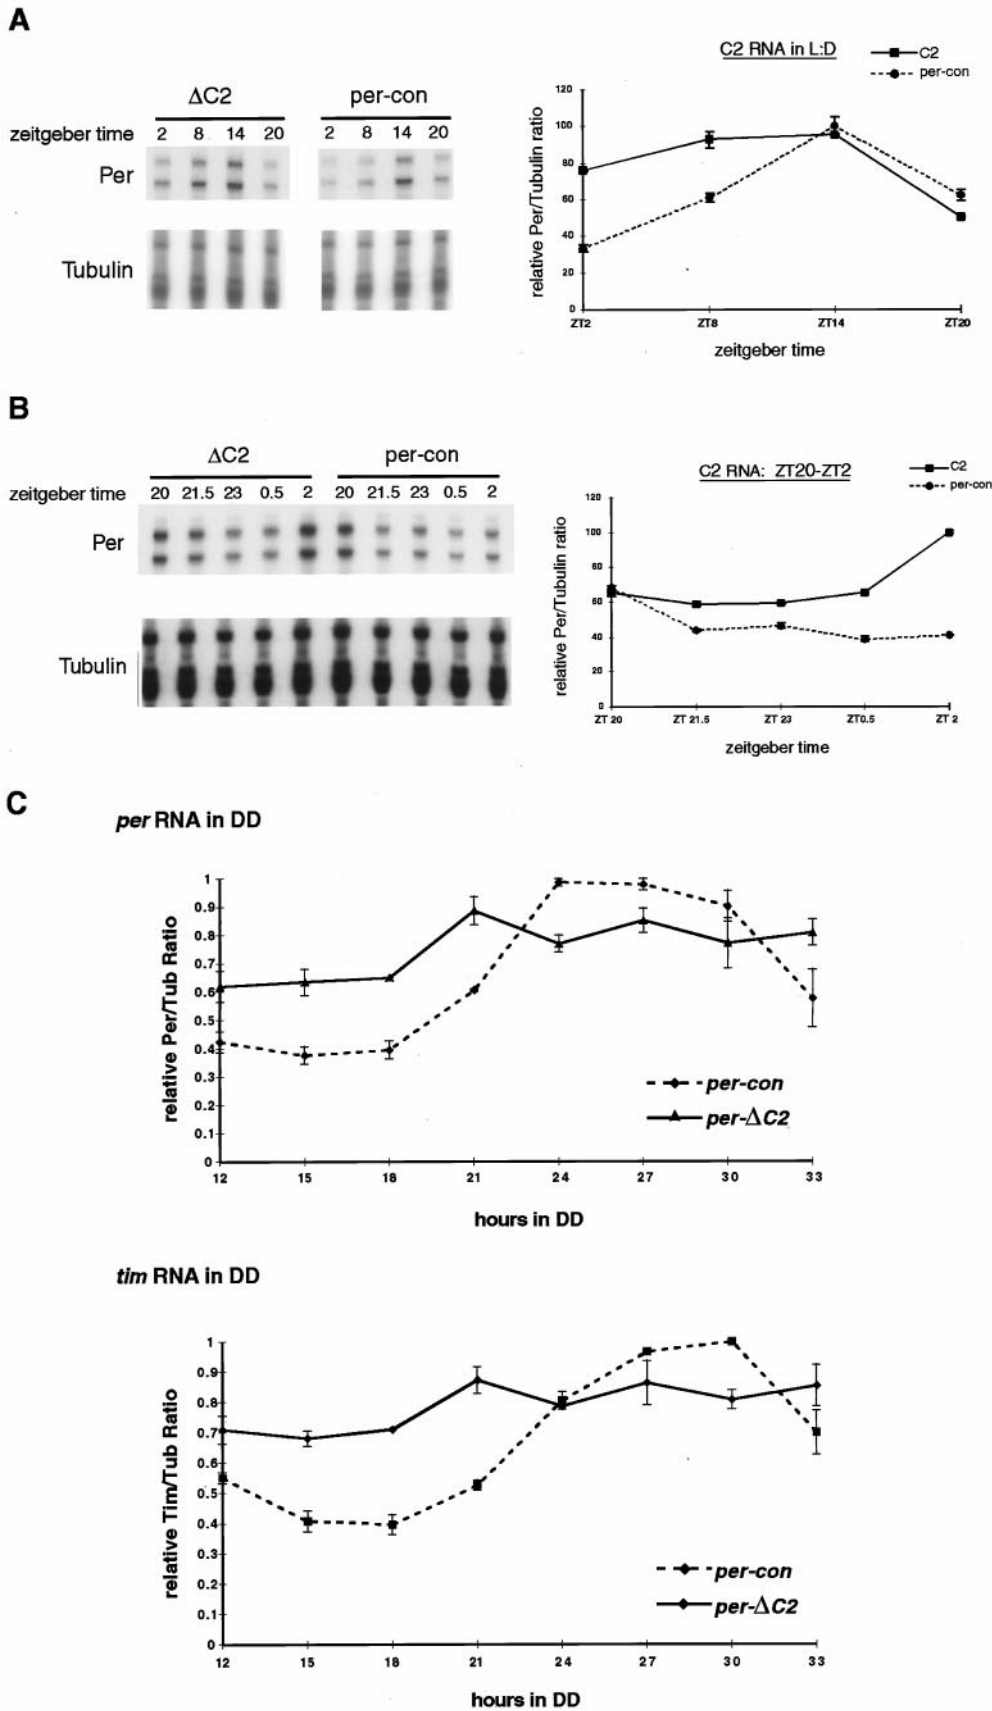 A
C2 RNA in L:D
C2
per-con
ΔC2
per-con
zeitgeber time 2 8 14 20 2 8 14 20
Per
Tubulin
relative Per/Tubulin ratio
120
100
80
60
40
20
0
ZT2 ZT8 ZT14 ZT20
zeitgeber time
B
ΔC2
per-con
zeitgeber time 20 21.5 23 0.5 2 20 21.5 23 0.5 2
Per
Tubulin
C2 RNA: ZT20-ZT2
C2
per-con
relative Per/Tubulin ratio
120
100
80
60
40
20
0
ZT 20 ZT 21.5 ZT 23 ZT0.5 ZT 2
zeitgeber time
C
per RNA in DD
relative Per/Tub Ratio
1
0.9
0.8
0.7
0.6
0.5
0.4
0.3
0.2
0.1
0
12 15 18 21 24 27 30 33
per-con
per-ΔC2
hours in DD
tim RNA in DD
relative Tim/Tub Ratio
1
0.9
0.8
0.7
0.6
0.5
0.4
0.3
0.2
0.1
0
12 15 18 21 24 27 30 33
per-con
per-ΔC2
hours in DD